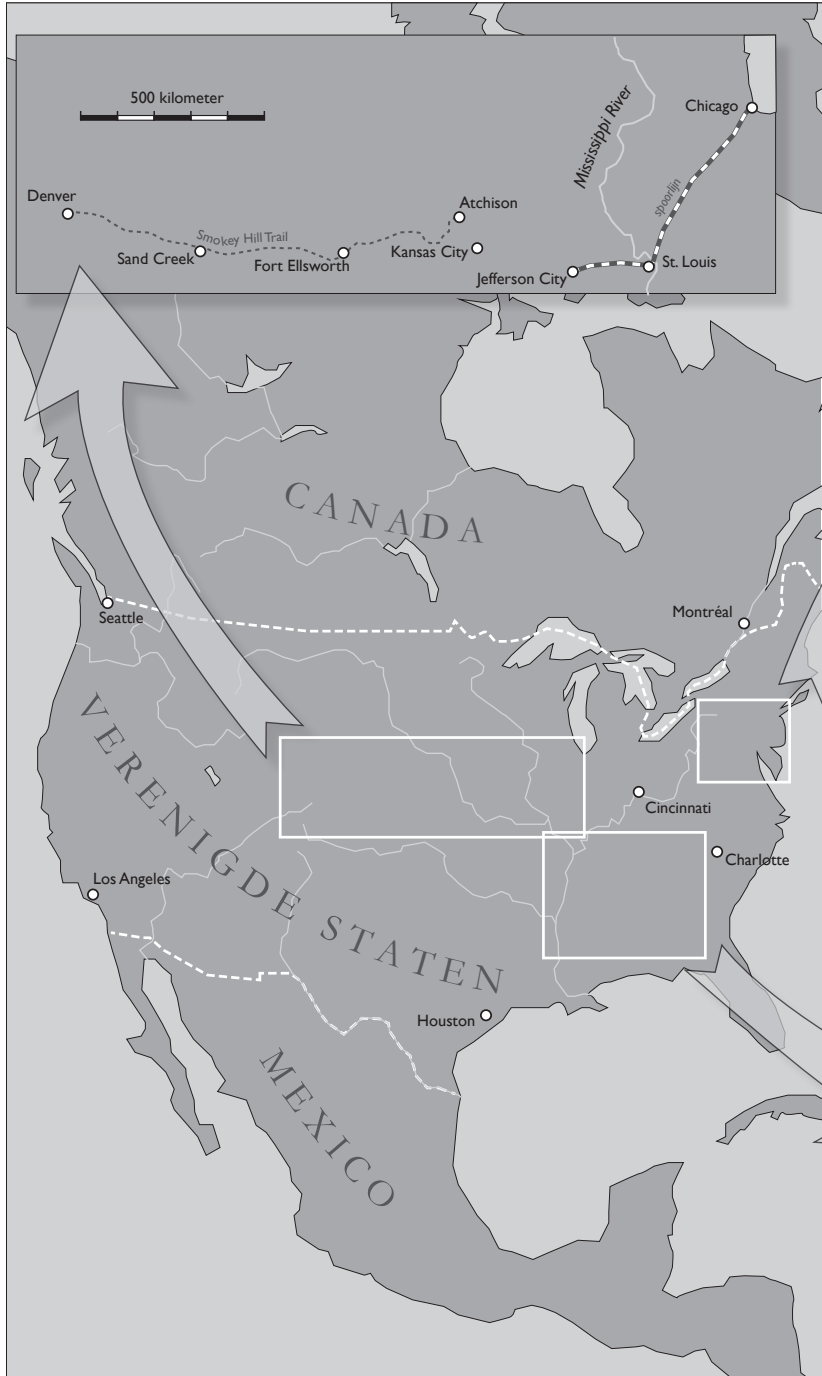 500 kilometer
Mississippi River
Chicago
spoorlijn
Denver
Atchison
Smokey Hill Trail
Sand Creek
Fort Ellsworth
Kansas City
St. Louis
Jefferson City
CANADA
Seattle
Montréal
VERENIGDE STATEN
Cincinnati
Charlotte
Los Angeles
Houston
MEXICO